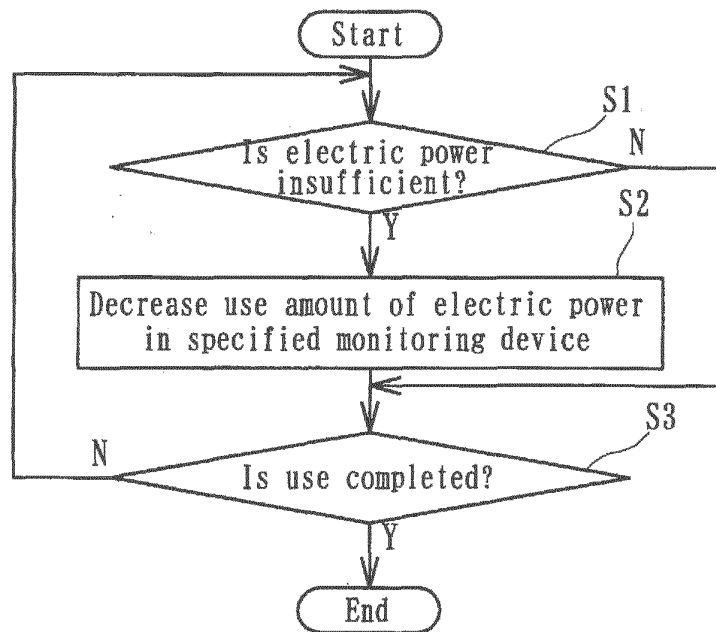 Start
S1
Is electric power
insufficient?
N
Y
S2
Decrease use amount of electric power
in specified monitoring device
S3
N
Is use completed?
Y
End